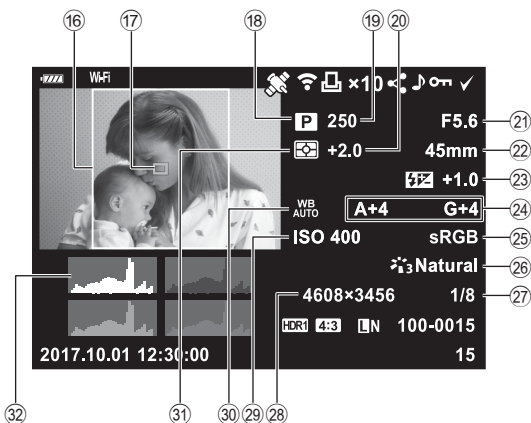 ⑯ ⑰ ⑱ ⑲ ⑳
Wi-Fi ×10
P 250 F5.6 ㉑
+2.0 45mm ㉒
+1.0 ㉓
WB AUTO A+4 G+4 ㉔
ISO 400 sRGB ㉕
3 Natural ㉖
4608×3456 1/8 ㉗
HDR1 4:3 LN 100-0015
2017.10.01 12:30:00 15
㉜ ㉛ ㉚ ㉙ ㉘